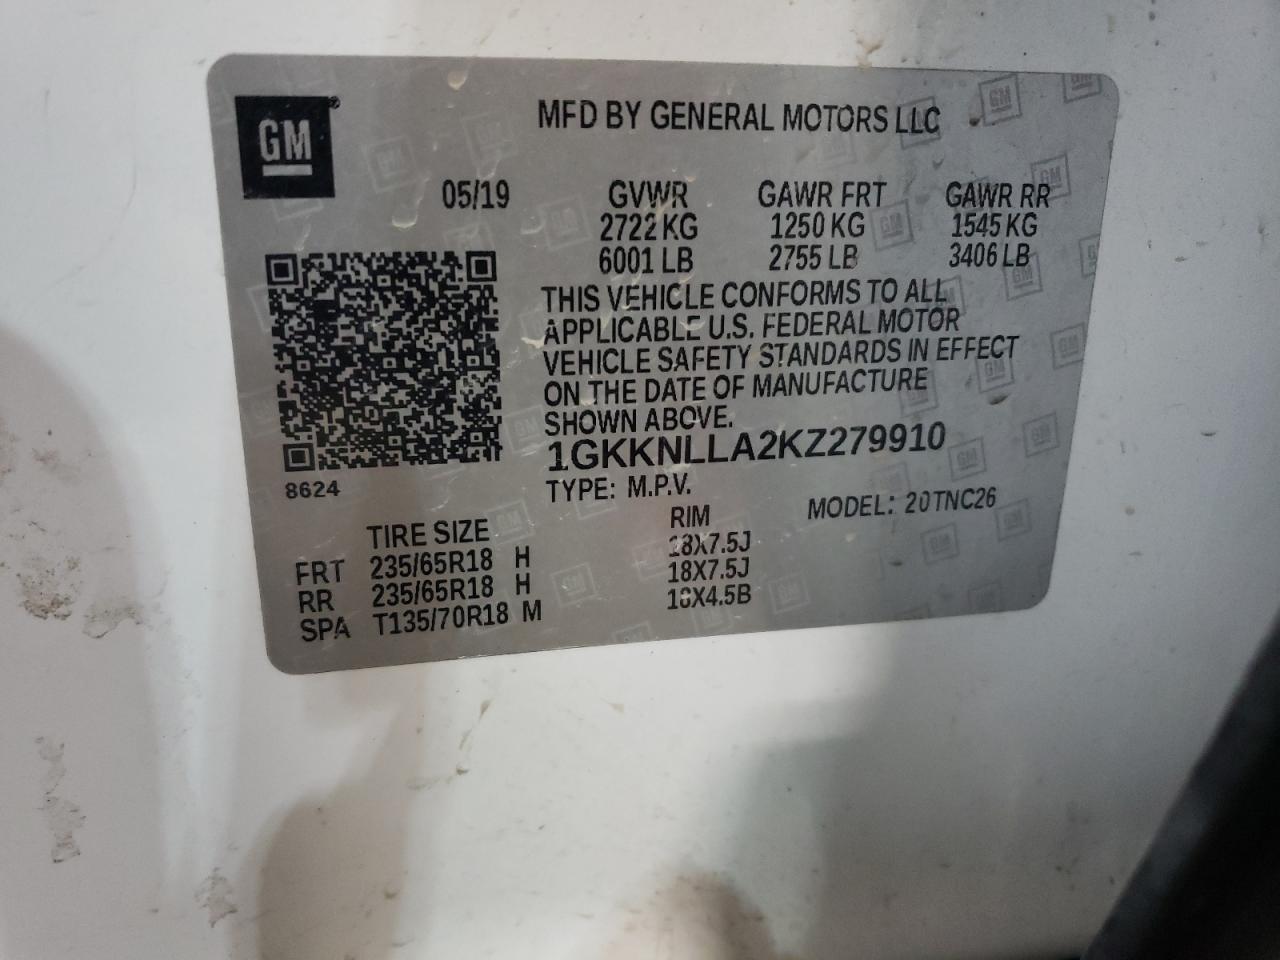 GM
MFD BY GENERAL MOTORS LLC
05/19 GVWR GAWR FRT GAWR RR
2722 KG 1250 KG 1545 KG
6001 LB 2755 LB 3406 LB
THIS VEHICLE CONFORMS TO ALL
APPLICABLE U.S. FEDERAL MOTOR
VEHICLE SAFETY STANDARDS IN EFFECT
ON THE DATE OF MANUFACTURE
SHOWN ABOVE.
1GKKNLLA2KZ279910
8624
TYPE: M.P.V. MODEL: 20TNC26
TIRE SIZE RIM
FRT 235/65R18 H 18X7.5J
RR 235/65R18 H 18X7.5J
SPA T135/70R18 M 18X4.5B